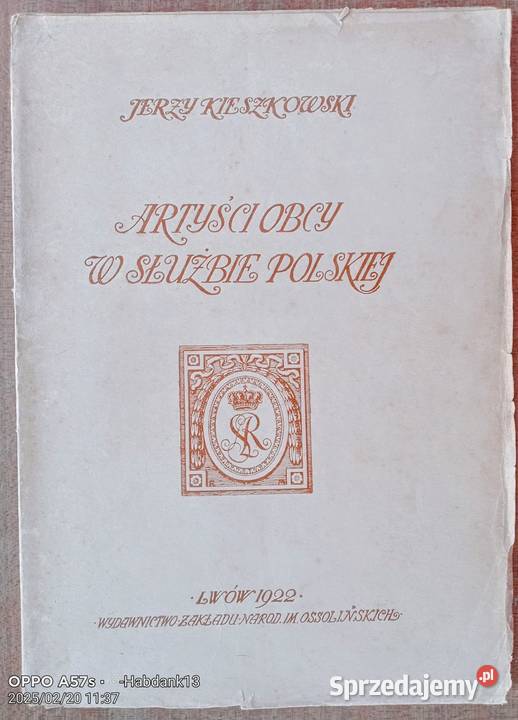 JERZY KIESZKOWSKI
ARTYŚCI OBCY
W SŁUŻBIE POLSKIEJ
SAR
· LWÓW 1922 ·
· WYDAWNICTWO · ZAKŁADU · NAROD. IM. OSSOLIŃSKICH ·
OPPO A57s · -Habdank13
2025/02/20 11:37
Sprzedajemy.pl